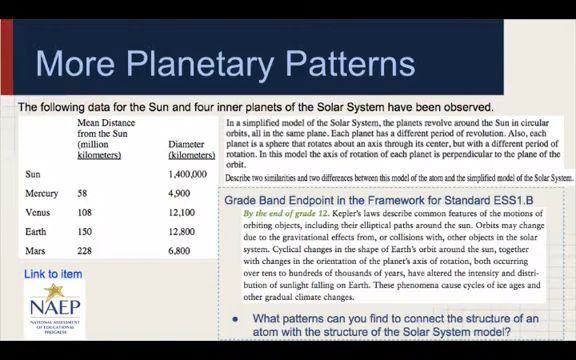 More Planetary Patterns
The following data for the Sun and four inner planets of the Solar System have been observed.
Mean Distance
from the Sun
(million Diameter
kilometers) (kilometers)
Sun 1,400,000
Mercury 58 4,900
Venus 108 12,100
Earth 150 12,800
Mars 228 6,800
Link to item
NAEP
NATIONAL ASSESSMENT
OF EDUCATIONAL
PROGRESS
In a simplified model of the Solar System, the planets revolve around the Sun in circular
orbits, all in the same plane. Each planet has a different period of revolution. Also, each
planet is a sphere that rotates about an axis through its center, but with a different period of
rotation. In this model the axis of rotation of each planet is perpendicular to the plane of the
orbit.
Describe two similarities and two differences between this model of the atom and the simplified model of the Solar System.
Grade Band Endpoint in the Framework for Standard ESS1.B
By the end of grade 12. Kepler's laws describe common features of the motions of
orbiting objects, including their elliptical paths around the sun. Orbits may change
due to the gravitational effects from, or collisions with, other objects in the solar
system. Cyclical changes in the shape of Earth's orbit around the sun, together
with changes in the orientation of the planet's axis of rotation, both occurring
over tens to hundreds of thousands of years, have altered the intensity and distri-
bution of sunlight falling on Earth. These phenomena cause cycles of ice ages and
other gradual climate changes.
● What patterns can you find to connect the structure of an
atom with the structure of the Solar System model?